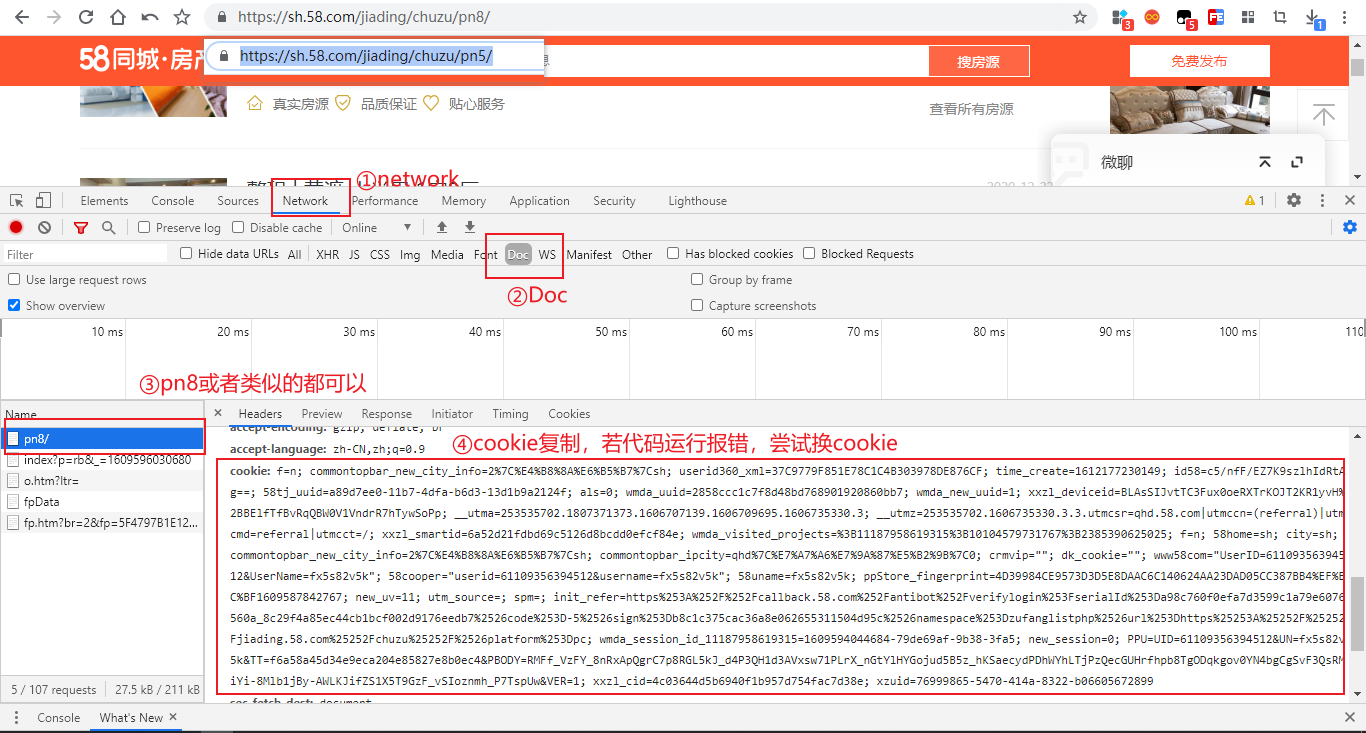 https://sh.58.com/jiading/chuzu/pn8/
3
5
FE
1
58同城·房产
https://sh.58.com/jiading/chuzu/pn5/
搜房源
免费发布
真实房源 品质保证 贴心服务
查看所有房源
微聊
①network
Elements Console Sources Network Performance Memory Application Security Lighthouse
1
Preserve log Disable cache Online
Filter Hide data URLs All XHR JS CSS Img Media Font Doc WS Manifest Other Has blocked cookies Blocked Requests
Use large request rows Group by frame
②Doc
Show overview Capture screenshots
10 ms 20 ms 30 ms 40 ms 50 ms 60 ms 70 ms 80 ms 90 ms 100 ms 110
③pn8或者类似的都可以
Name
Headers Preview Response Initiator Timing Cookies
accept-encoding: gzip, deflate, br
pn8/
accept-language: zh-CN,zh;q=0.9
④cookie复制，若代码运行报错，尝试换cookie
index?p=rb&_=1609596030680
o.htm?ltr=
fpData
fp.htm?br=2&fp=5F4797B1E12...
cookie: f=n; commontopbar_new_city_info=2%7C%E4%B8%8A%E6%B5%B7%7Csh; userid360_xml=37C9779F851E78C1C4B303978DE876CF; time_create=1612177230149; id58=c5/nfF/EZ7K9szlhIdRtAg
g==; 58tj_uuid=a89d7ee0-11b7-4dfa-b6d3-13d1b9a2124f; als=0; wmda_uuid=2858ccc1c7f8d48bd768901920860bb7; wmda_new_uuid=1; xxzl_deviceid=BLAsSIJvtTC3Fux0oeRXTrKOJT2KR1yvH%
2BBElfTfBvRqQBW0V1VndrR7hTywSoPp; __utma=253535702.1807371373.1606707139.1606709695.1606735330.3; __utmz=253535702.1606735330.3.3.utmcsr=qhd.58.com|utmccn=(referral)|utm
cmd=referral|utmcct=/; xxzl_smartid=6a52d21fdbd69c5126d8bcdd0efcf84e; wmda_visited_projects=%3B11187958619315%3B10104579731767%3B2385390625025; f=n; 58home=sh; city=sh;
commontopbar_new_city_info=2%7C%E4%B8%8A%E6%B5%B7%7Csh; commontopbar_ipcity=qhd%7C%E7%A7%A6%E7%9A%87%E5%B2%9B%7C0; crmvip=""; dk_cookie=""; www58com="UserID=611093563945
12&UserName=fx5s82v5k"; 58cooper="userid=61109356394512&username=fx5s82v5k"; 58uname=fx5s82v5k; ppStore_fingerprint=4D39984CE9573D3D5E8DAAC6C140624AA23DAD05CC387BB4%EF%B
C%BF1609587842767; new_uv=11; utm_source=; spm=; init_refer=https%253A%252F%252Fcallback.58.com%252Fantibot%252Fverifylogin%253FserialId%253Da98c760f0efa7d3599c1a79e6076
560a_8c29f4a85ec44cb1bcf002d9176eedb7%2526code%253D-5%2526sign%253Db8c1c375cac36a8e062655311504d95c%2526namespace%253Dzufanglistphp%2526url%253Dhttps%25253A%25252F%25252
Fjiading.58.com%25252Fchuzu%25252F%2526platform%253Dpc; wmda_session_id_11187958619315=1609594044684-79de69af-9b38-3fa5; new_session=0; PPU=UID=61109356394512&UN=fx5s82v
5k&TT=f6a58a45d34e9eca204e85827e8b0ec4&PBODY=RMFf_VzFY_8nRxApQgrC7p8RGL5kJ_d4P3QH1d3AVxsw71PLrX_nGtYlHYGojud5B5z_hKSaecydPDhWYhLTjPzQecGUHrfhpb8TgODqkgov0YN4bgCgSvF3QsRM
iYi-8Mlb1jBy-AWLKJifZS1X5T9GzF_vSIoznmh_P7TspUw&VER=1; xxzl_cid=4c03644d5b6940f1b957d754fac7d38e; xzuid=76999865-5470-414a-8322-b06605672899
sec-fetch-dest: document
5 / 107 requests 27.5 kB / 211 kB
Console What's New